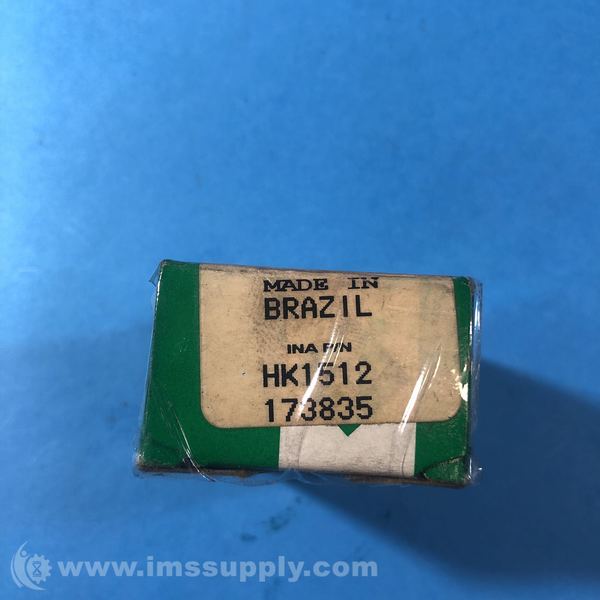 MADE IN
BRAZIL
INA P/N
HK1512
173835
www.imssupply.com